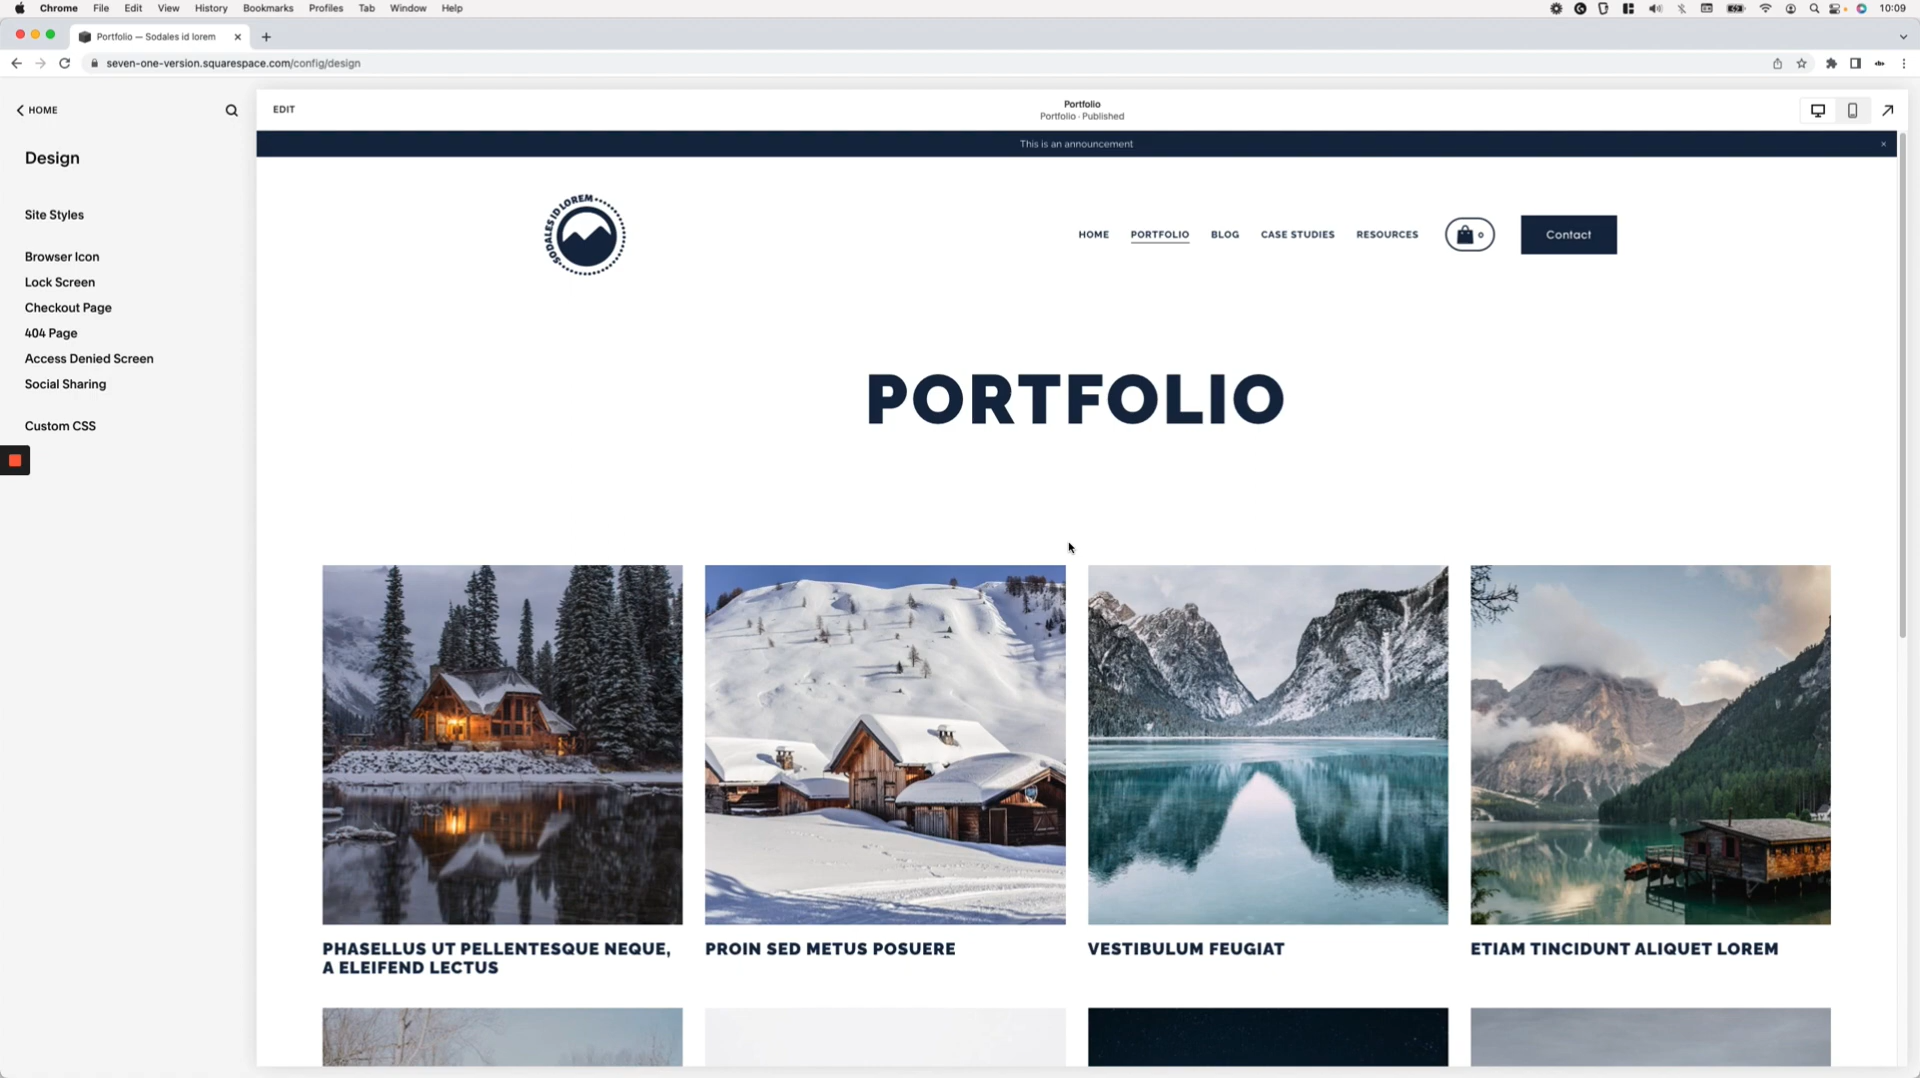 Chrome File Edit View History Bookmarks Profiles Tab Window Help 10:09
Portfolio — Sodales id lorem
seven-one-version.squarespace.com/config/design
HOME
Design
Site Styles
Browser Icon
Lock Screen
Checkout Page
404 Page
Access Denied Screen
Social Sharing
Custom CSS
EDIT
Portfolio
Portfolio · Published
This is an announcement
SODALES ID LOREM
HOME PORTFOLIO BLOG CASE STUDIES RESOURCES 0 Contact
PORTFOLIO
PHASELLUS UT PELLENTESQUE NEQUE,
A ELEIFEND LECTUS
PROIN SED METUS POSUERE
VESTIBULUM FEUGIAT
ETIAM TINCIDUNT ALIQUET LOREM